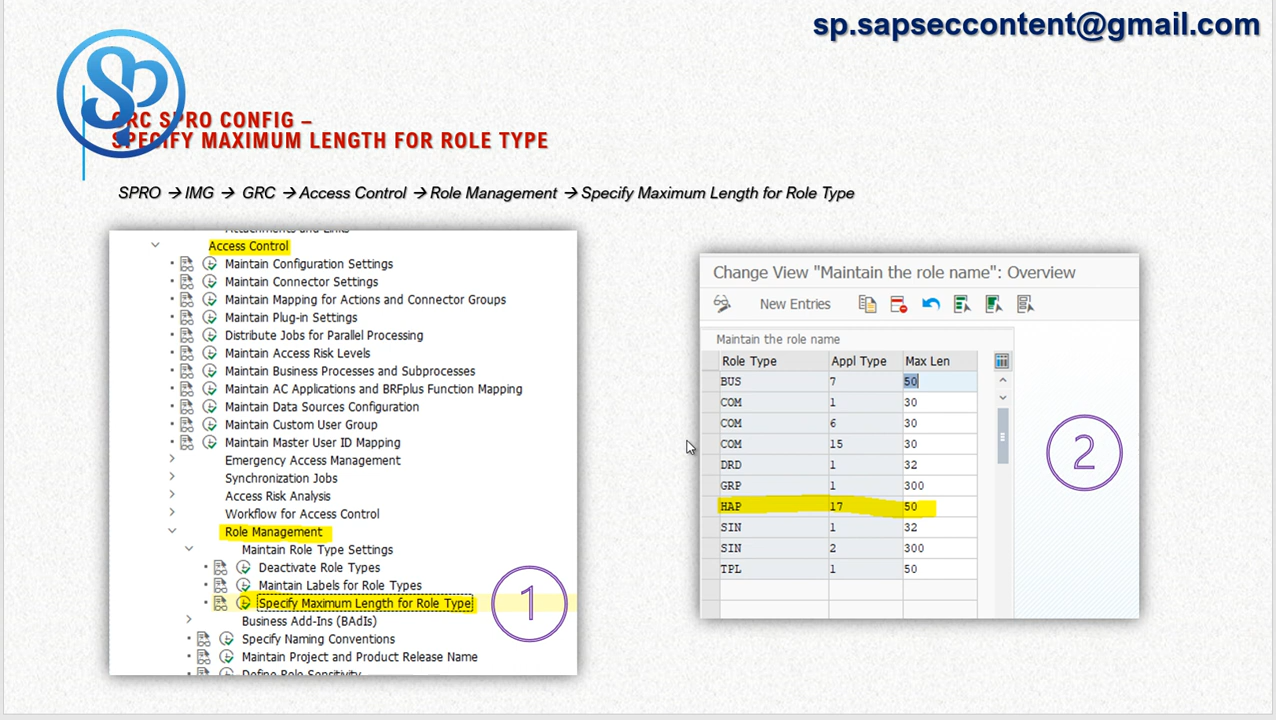 sp.sapseccontent@gmail.com
Sp
GRC SPRO CONFIG –
SPECIFY MAXIMUM LENGTH FOR ROLE TYPE
SPRO → IMG → GRC → Access Control → Role Management → Specify Maximum Length for Role Type
Attachments and Links
Access Control
Maintain Configuration Settings
Maintain Connector Settings
Maintain Mapping for Actions and Connector Groups
Maintain Plug-in Settings
Distribute Jobs for Parallel Processing
Maintain Access Risk Levels
Maintain Business Processes and Subprocesses
Maintain AC Applications and BRFplus Function Mapping
Maintain Data Sources Configuration
Maintain Custom User Group
Maintain Master User ID Mapping
Emergency Access Management
Synchronization Jobs
Access Risk Analysis
Workflow for Access Control
Role Management
Maintain Role Type Settings
Deactivate Role Types
Maintain Labels for Role Types
Specify Maximum Length for Role Type
Business Add-Ins (BAdIs)
Specify Naming Conventions
Maintain Project and Product Release Name
Define Role Sensitivity
1
Change View "Maintain the role name": Overview
New Entries
Maintain the role name
Role Type Appl Type Max Len
BUS 7 50
COM 1 30
COM 6 30
COM 15 30
DRD 1 32
GRP 1 300
HAP 17 50
SIN 1 32
SIN 2 300
TPL 1 50
2